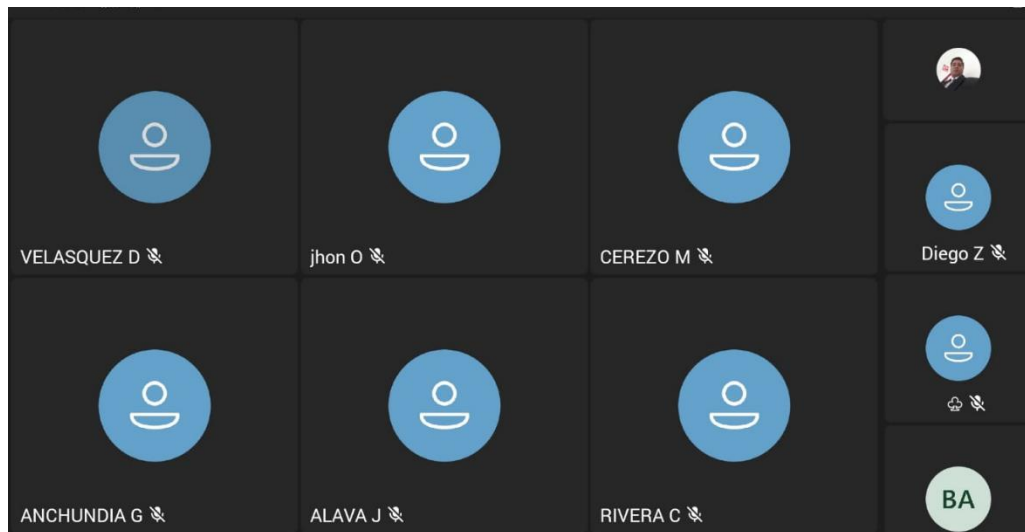 VELASQUEZ D
jhon O
CEREZO M
Diego Z
♧
ANCHUNDIA G
ALAVA J
RIVERA C
BA